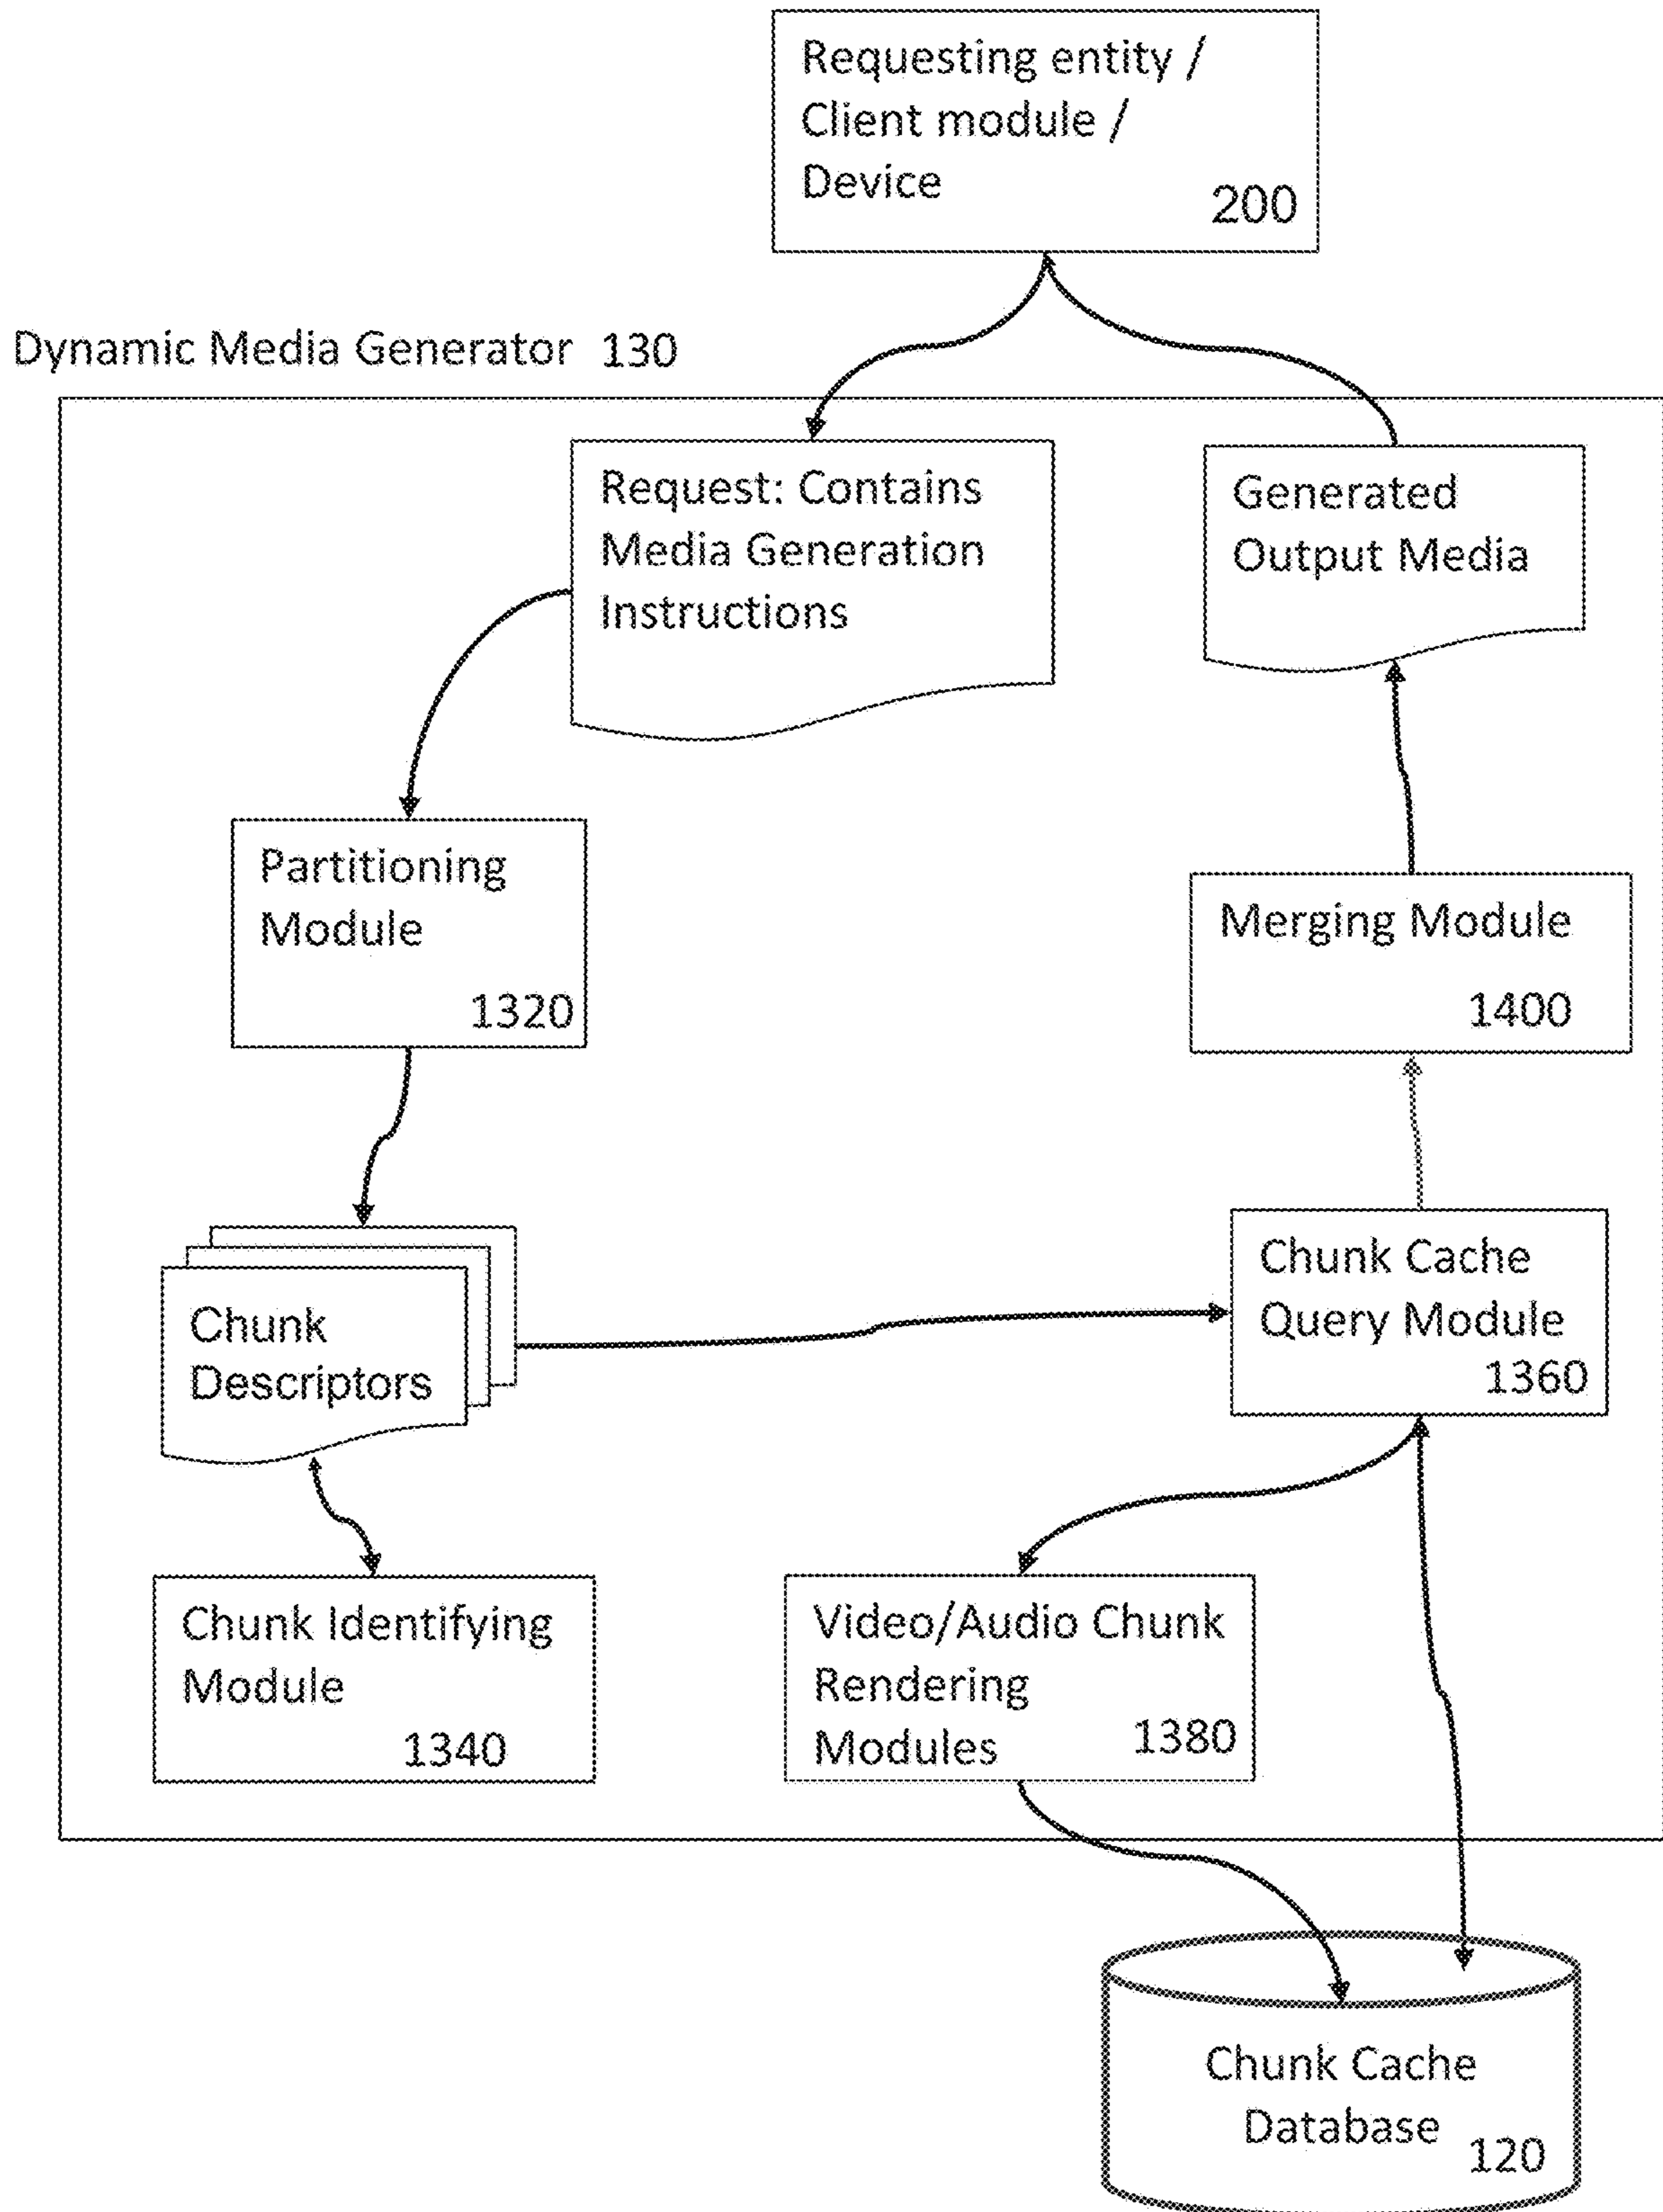 Requesting entity /
Client module /
Device
200
Dynamic Media Generator 130
Request: Contains
Media Generation
Instructions
Generated
Output Media
Partitioning
Module
1320
Merging Module
1400
Chunk
Descriptors
Chunk Cache
Query Module
1360
Chunk Identifying
Module
1340
Video/Audio Chunk
Rendering
Modules
1380
Chunk Cache
Database
120